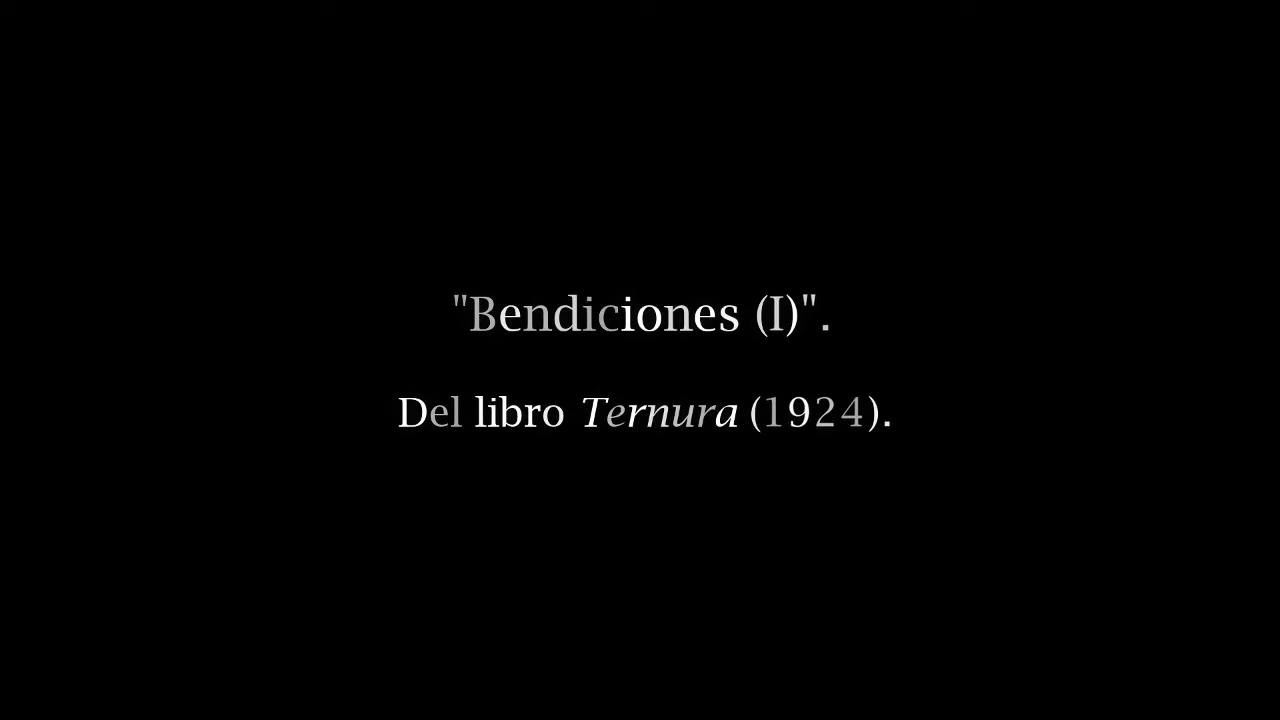 "Bendiciones (I)".
Del libro Ternura (1924).